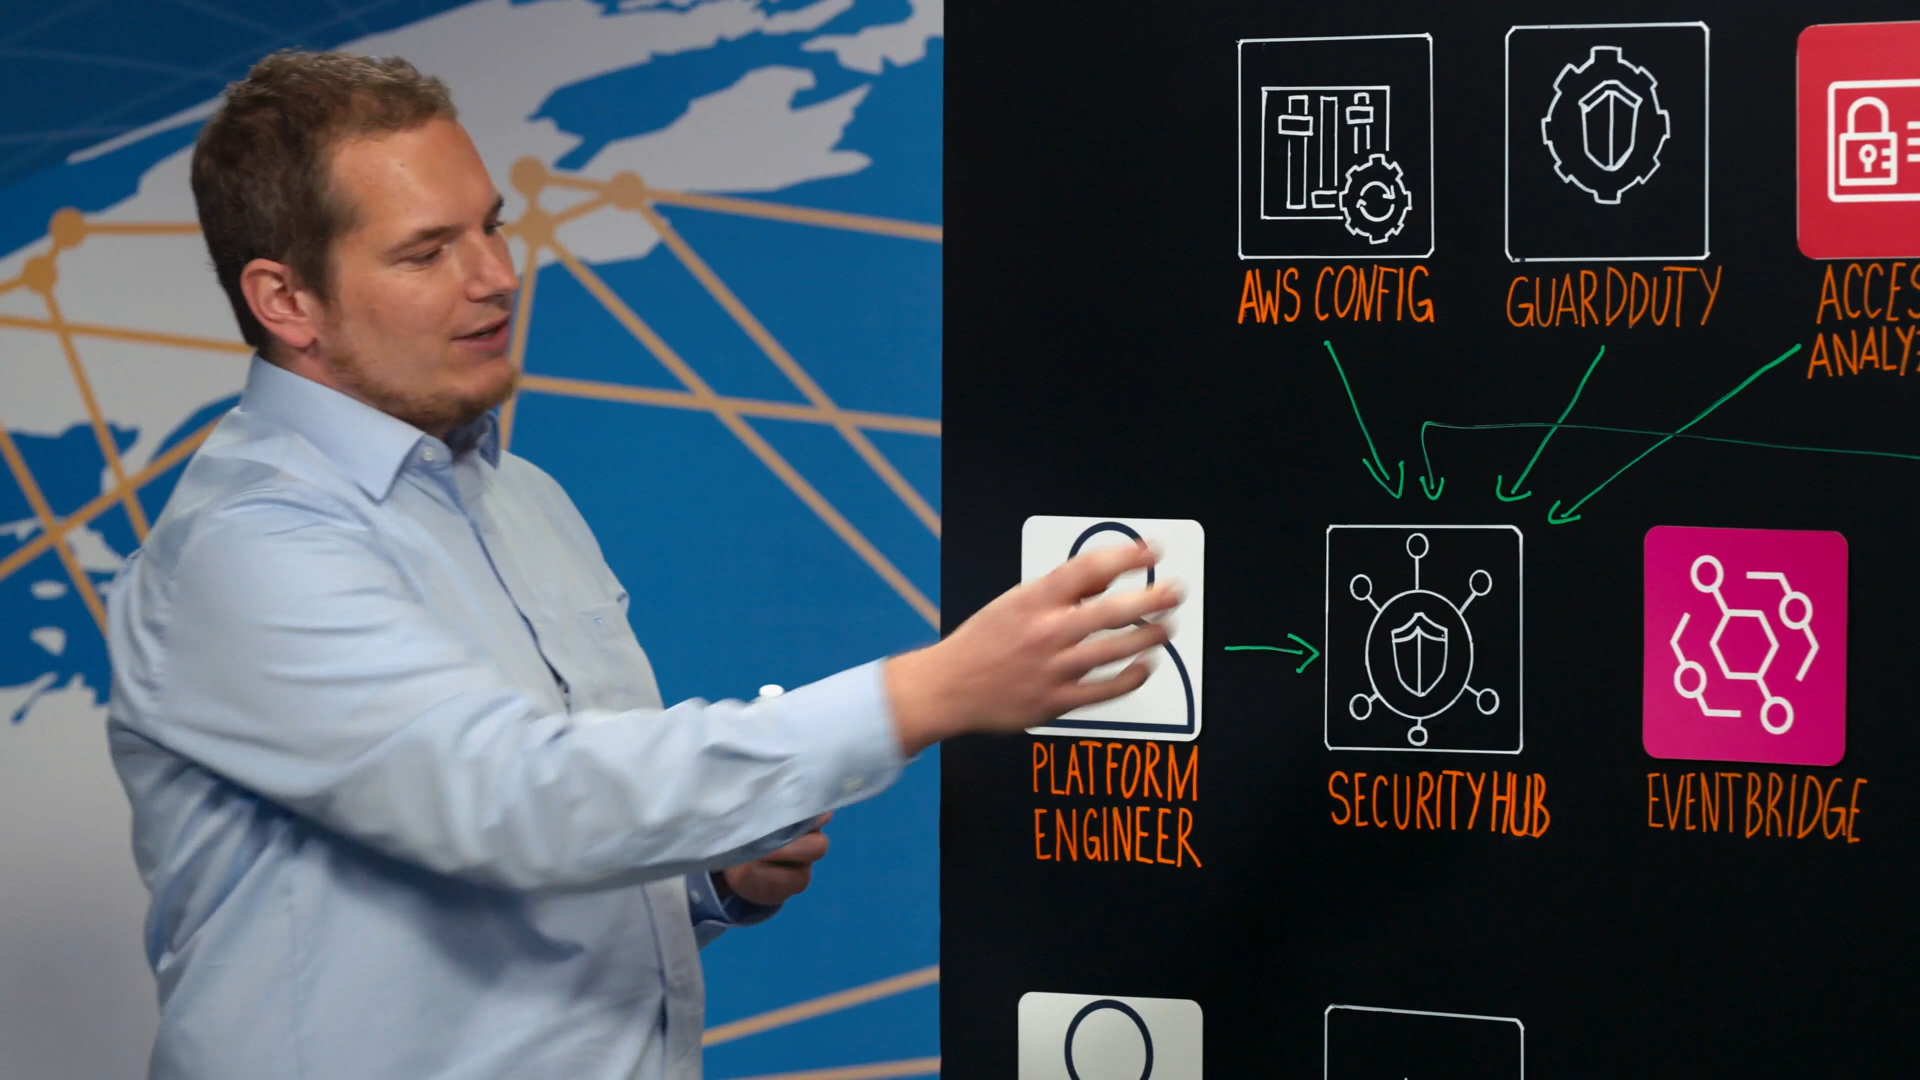 AWS CONFIG
GUARDDUTY
PLATFORM
ENGINEER
SECURITY HUB
EVENTBRIDGE